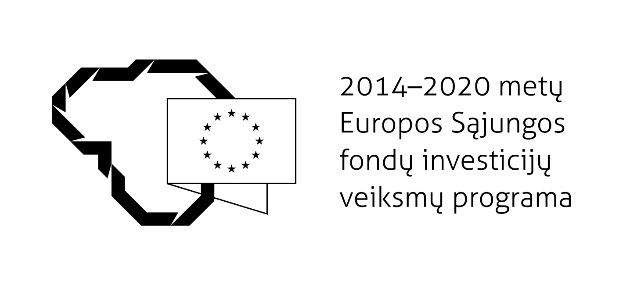 2014–2020 metų
Europos Sąjungos
fondų investicijų
veiksmų programa